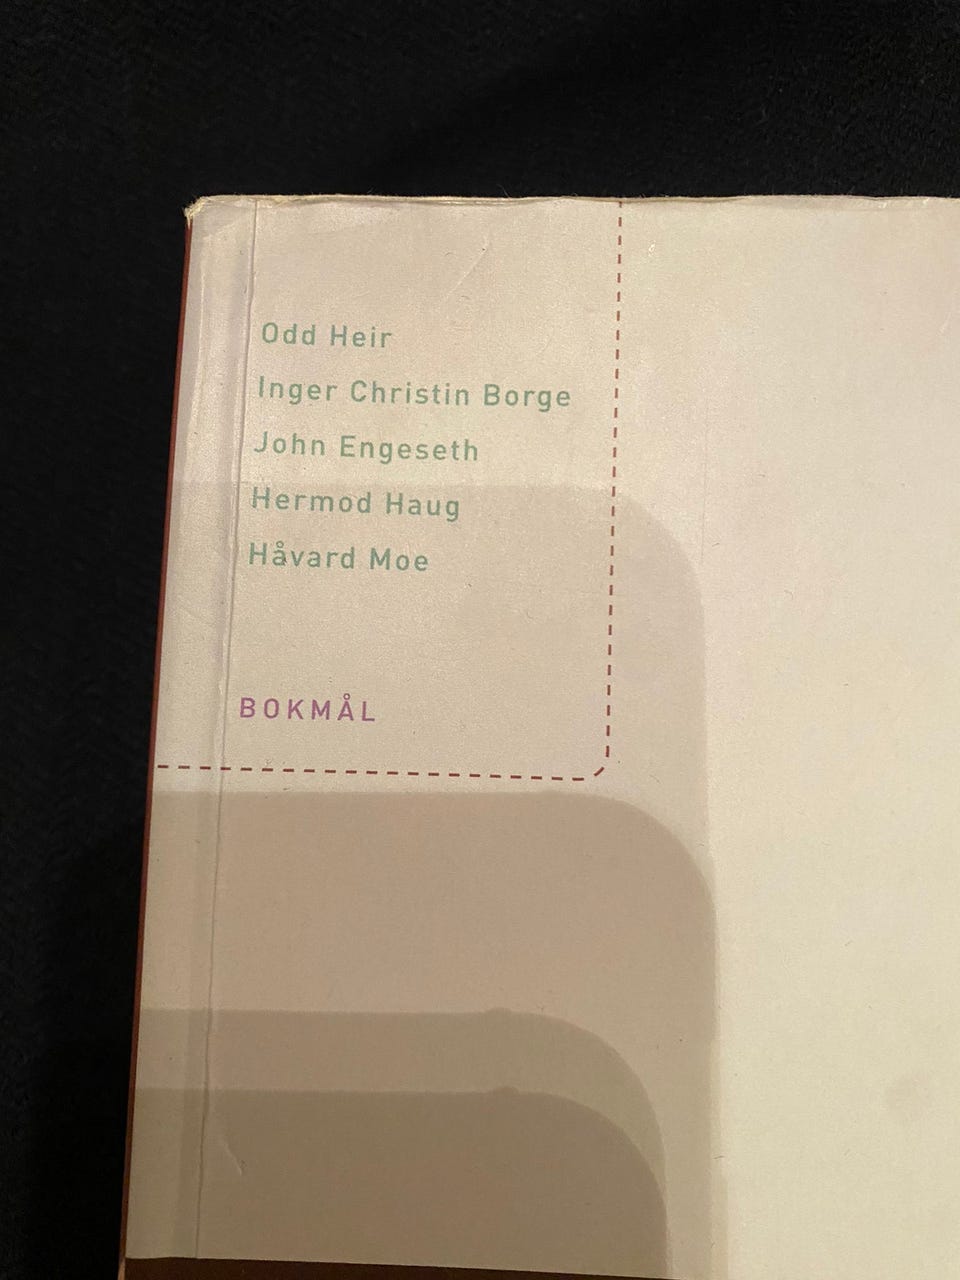 Odd Heir
Inger Christin Borge
John Engeseth
Hermod Haug
Håvard Moe
BOKMÅL